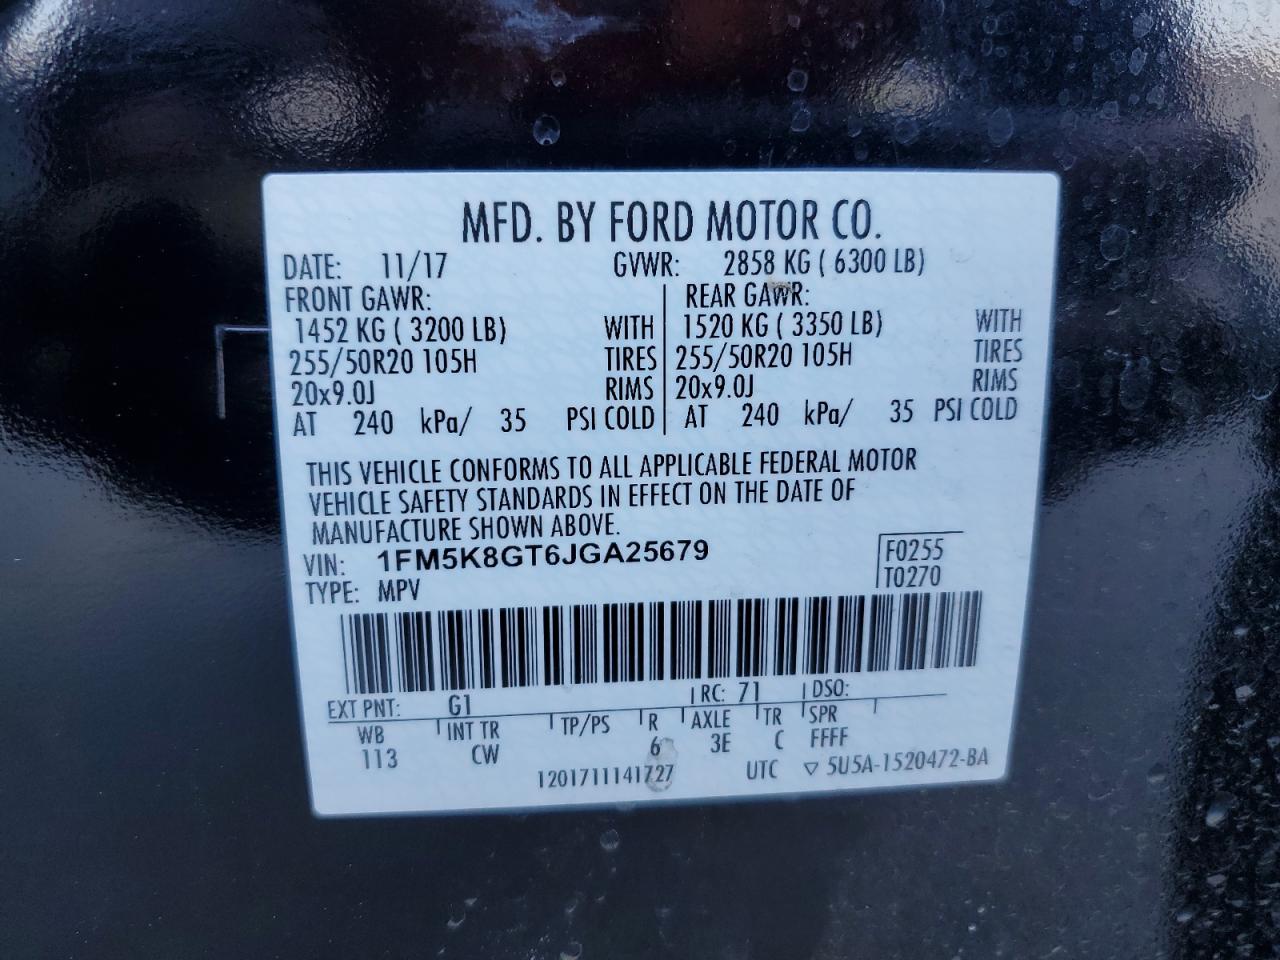 MFD. BY FORD MOTOR CO.
DATE: 11/17 GVWR: 2858 KG ( 6300 LB)
FRONT GAWR: REAR GAWR:
1452 KG ( 3200 LB) WITH 1520 KG ( 3350 LB) WITH
255/50R20 105H TIRES 255/50R20 105H TIRES
20x9.0J RIMS 20x9.0J RIMS
AT 240 kPa/ 35 PSI COLD AT 240 kPa/ 35 PSI COLD
THIS VEHICLE CONFORMS TO ALL APPLICABLE FEDERAL MOTOR
VEHICLE SAFETY STANDARDS IN EFFECT ON THE DATE OF
MANUFACTURE SHOWN ABOVE.
VIN: 1FM5K8GT6JGA25679 F0255
TYPE: MPV T0270
EXT PNT: G1 RC: 71 DSO:
WB INT TR TP/PS R AXLE TR SPR
113 CW 6 3E C FFFF
1201711141727 UTC ▽ 5U5A-1520472-BA